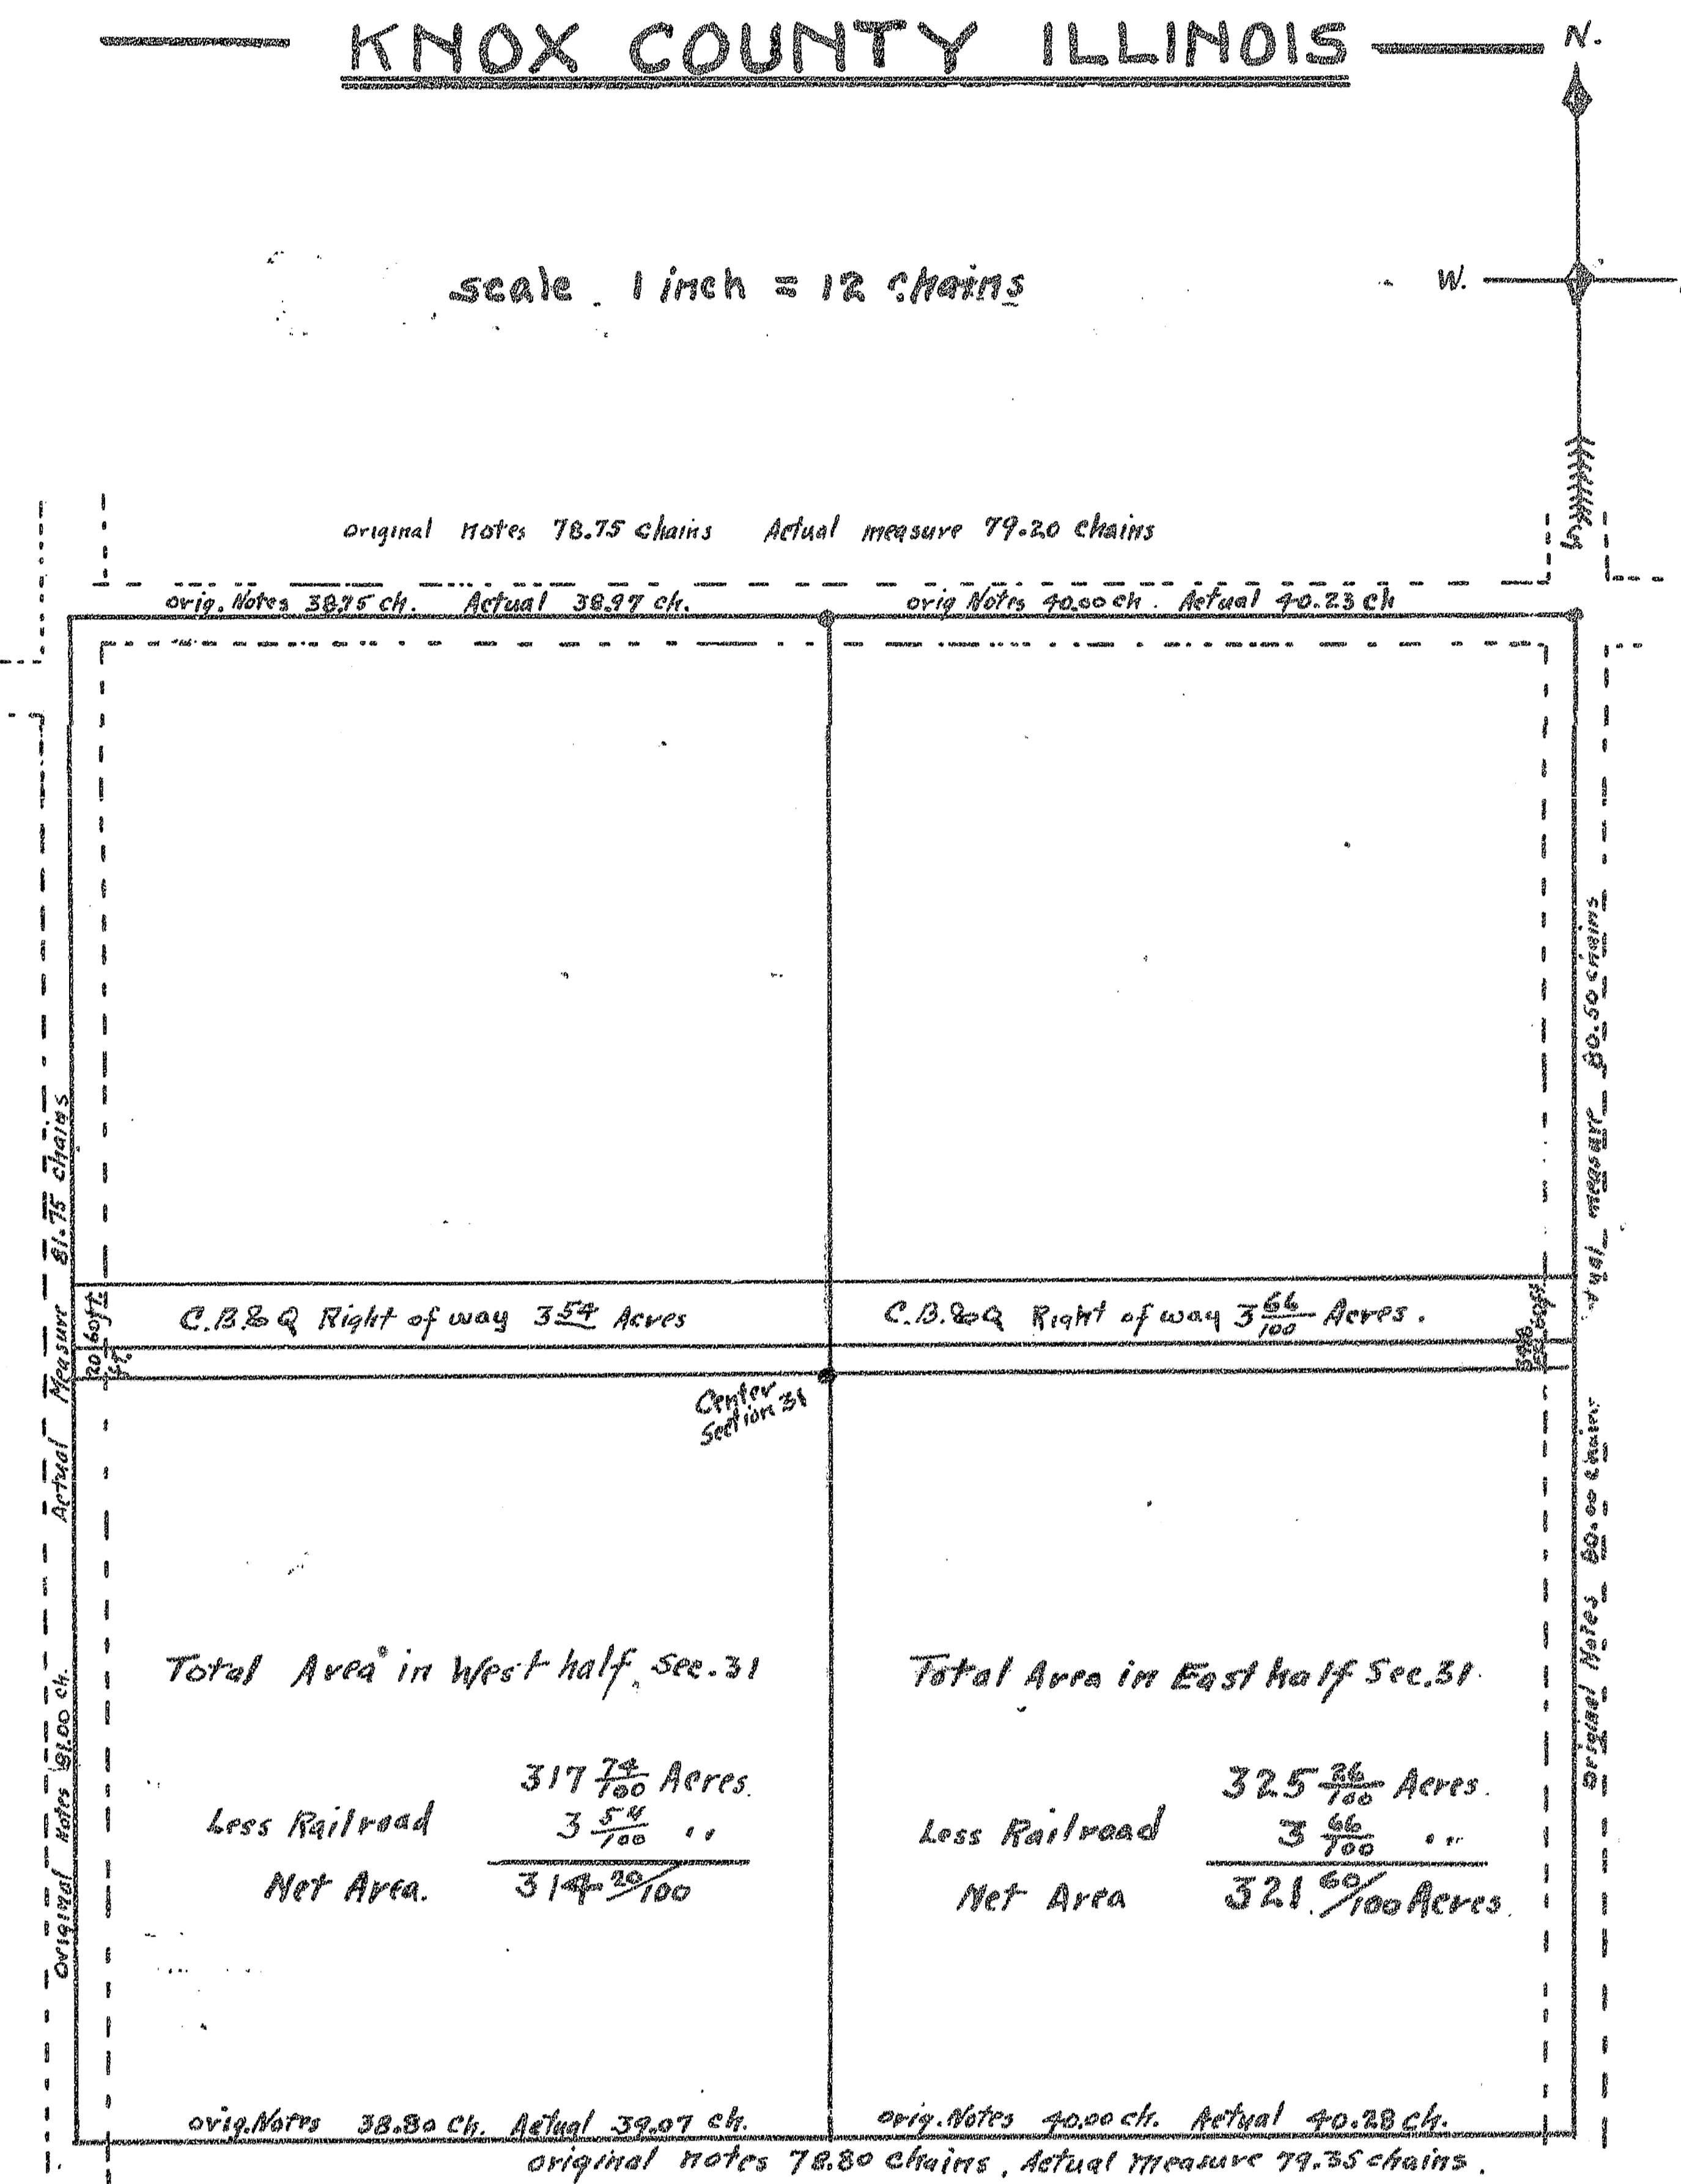 KNOX COUNTY ILLINOIS
N.
scale. 1 inch = 12 chains
W.
original notes 78.75 chains Actual measure 79.20 chains
orig. Notes 38.75 ch. Actual 38.97 ch.
orig Notes 40.00 ch. Actual 40.23 ch
Actual Measure 81.75 chains
Original Notes 81.00 ch.
measure 80.50 chains
Original Notes 80.00 chains
C.B.&Q Right of way 3 54 Acres
C.B.&Q Right of way 3 66/100 Acres.
60ft.
20 ft.
60ft.
Center
Section 31
Total Area in West half, Sec. 31
317 74/100 Acres.
Less Railroad 3 54/100 "
Net Area. 314 20/100
Total Area in East half Sec. 31.
325 26/100 Acres.
Less Railroad 3 66/100 "
Net Area 321.60/100 Acres.
orig. Notes 38.80 Ch. Actual 39.07 ch.
orig. Notes 40.00 ch. Actual 40.28 ch.
original notes 78.80 chains, Actual measure 79.35 chains.